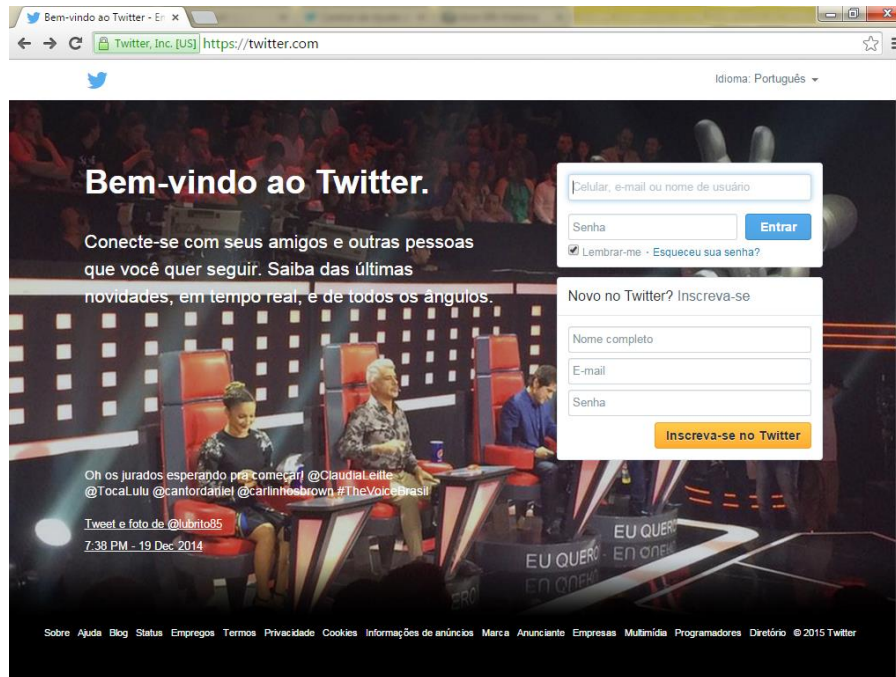 Bem-vindo ao Twitter - En
Twitter, Inc. [US] https://twitter.com
Idioma: Português
Bem-vindo ao Twitter.
Conecte-se com seus amigos e outras pessoas
que você quer seguir. Saiba das últimas
novidades, em tempo real, e de todos os ângulos.
Celular, e-mail ou nome de usuário
Senha
Entrar
Lembrar-me · Esqueceu sua senha?
Novo no Twitter? Inscreva-se
Nome completo
E-mail
Senha
Inscreva-se no Twitter
Oh os jurados esperando pra começar! @ClaudiaLeitte
@TocaLulu @cantordaniel @carlinhosbrown #TheVoiceBrasil
Tweet e foto de @lubrito85
7:38 PM - 19 Dec 2014
EU QUERO
EU QUERO
Sobre Ajuda Blog Status Empregos Termos Privacidade Cookies Informações de anúncios Marca Anunciante Empresas Multimídia Programadores Diretório © 2015 Twitter